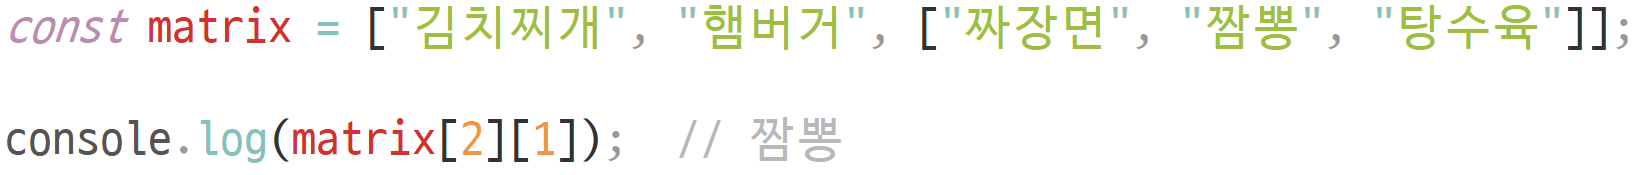 const matrix = ["김치찌개", "햄버거", ["짜장면", "짬뽕", "탕수육"]];
console.log(matrix[2][1]);  // 짬뽕